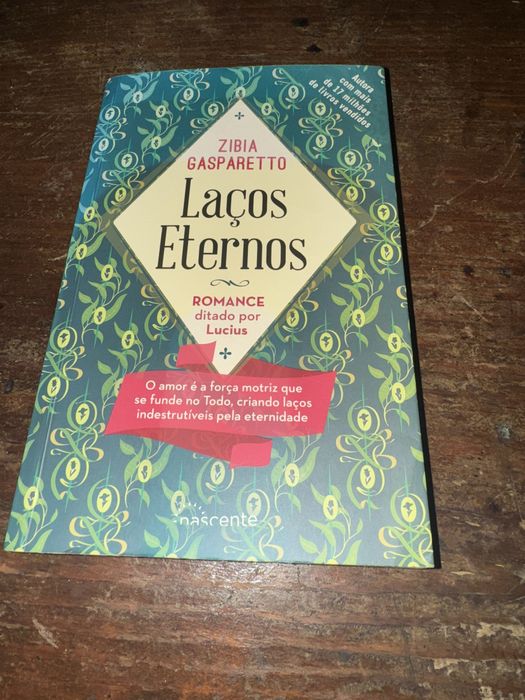 Autora
com mais
de 17 milhões
de livros vendidos
ZIBIA
GASPARETTO
Laços
Eternos
ROMANCE
ditado por
Lucius
O amor é a força motriz que
se funde no Todo, criando laços
indestrutíveis pela eternidade
nascente